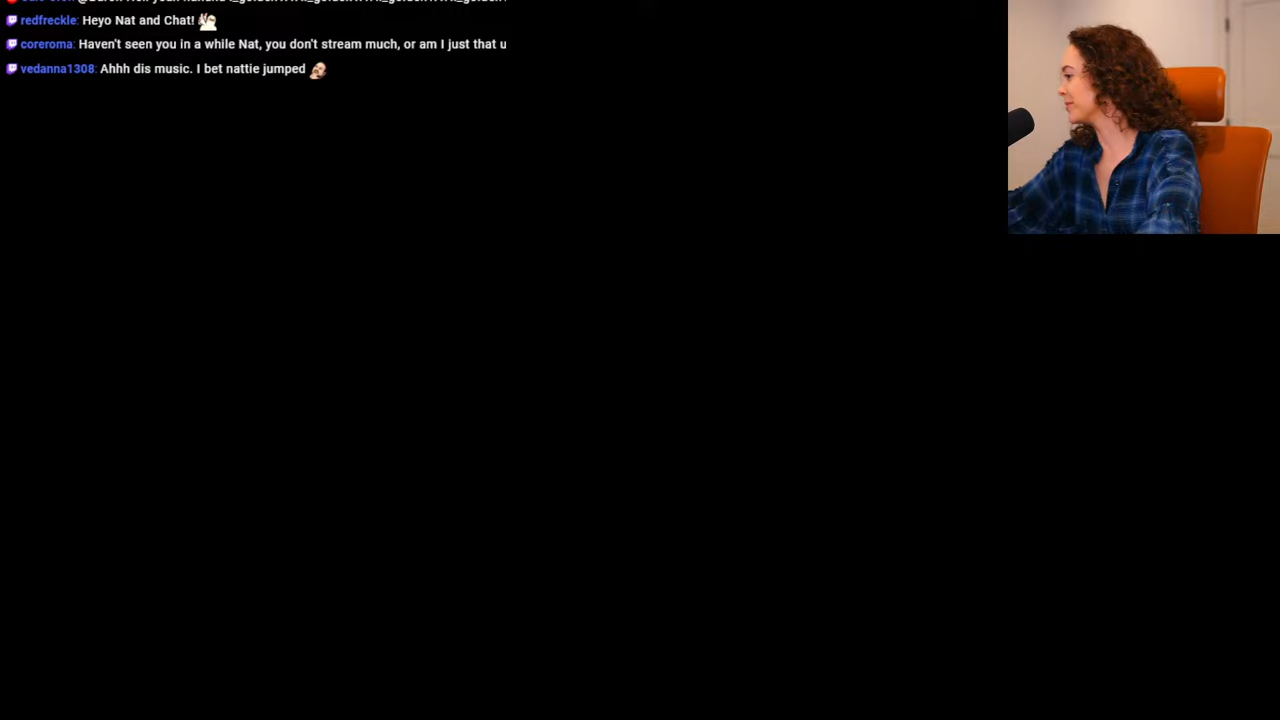 redfreckle: Heyo Nat and Chat!
coreroma: Haven't seen you in a while Nat, you don't stream much, or am I just that u
vedanna1308: Ahhh dis music. I bet nattie jumped